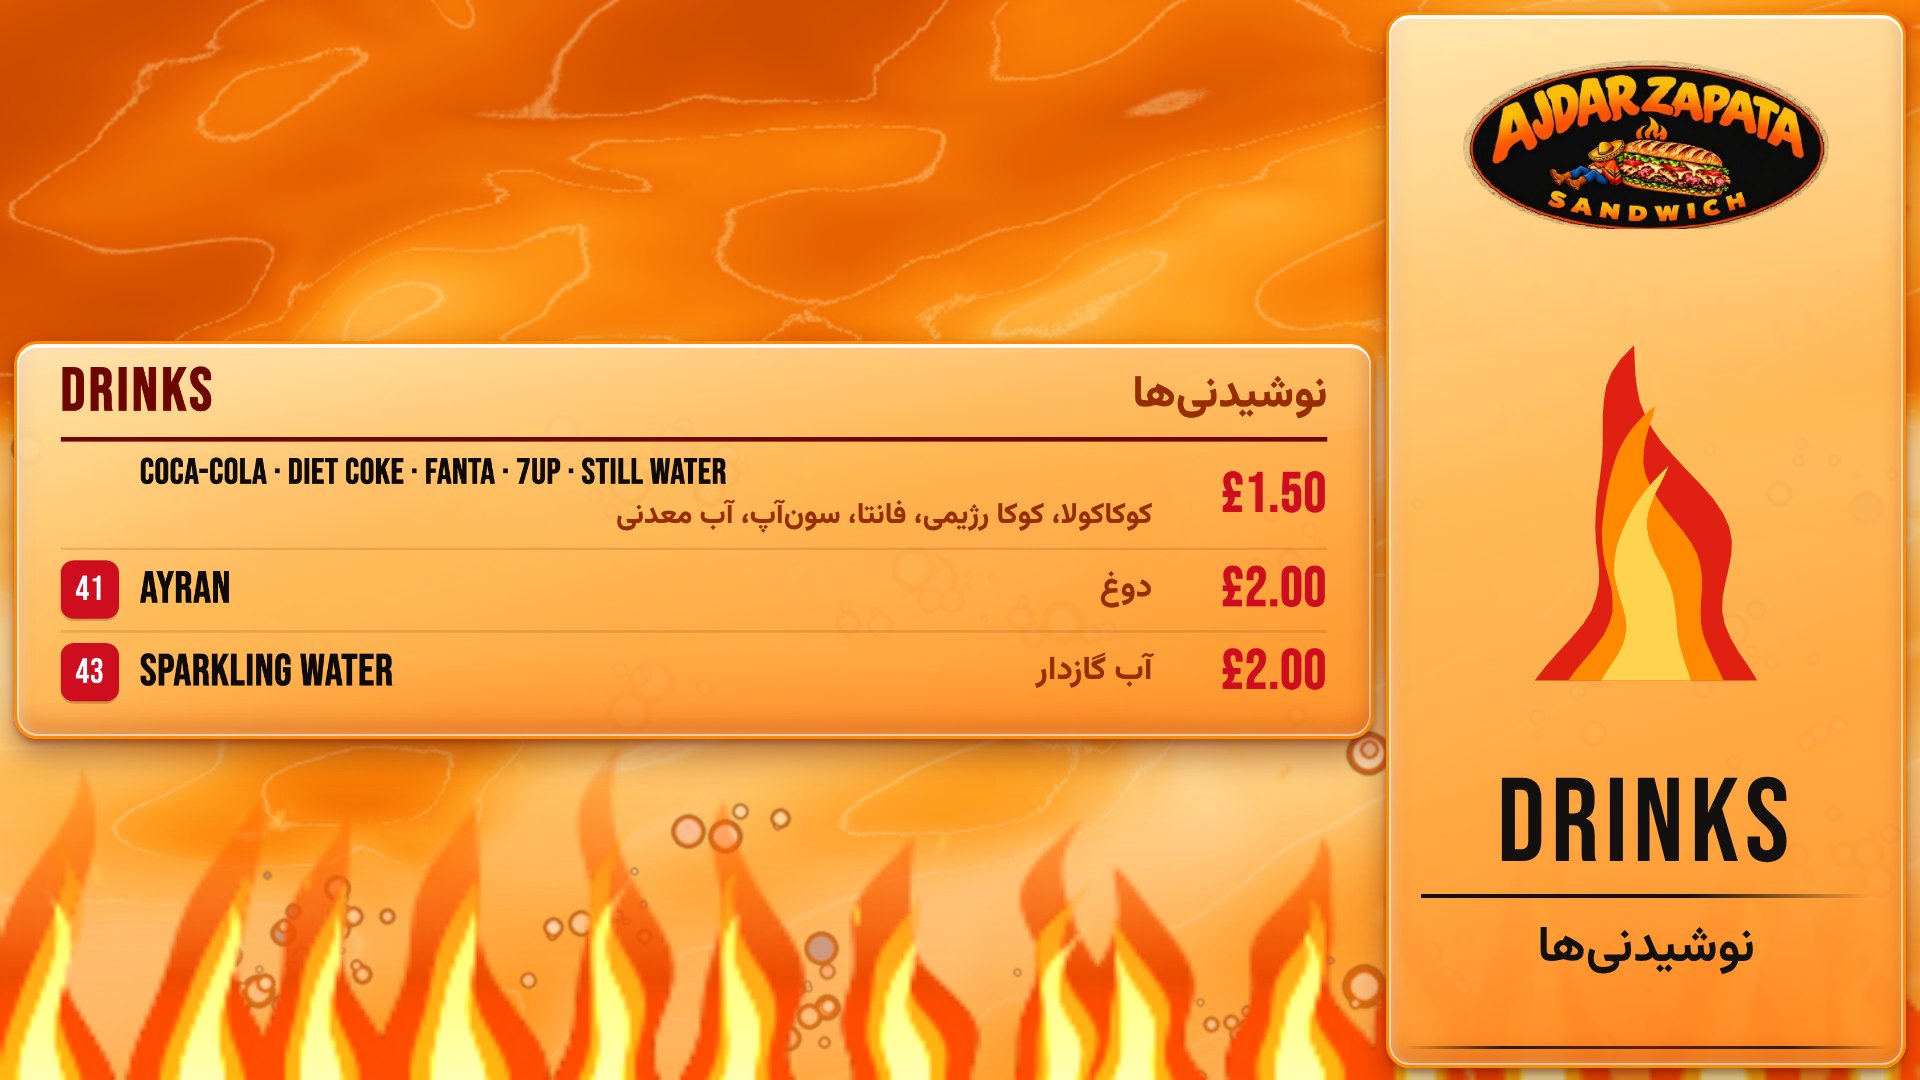 DRINKS
نوشیدنی‌ها
COCA-COLA · DIET COKE · FANTA · 7UP · STILL WATER
کوکاکولا، کوکا رژیمی، فانتا، سون‌آپ، آب معدنی
£1.50
41 AYRAN دوغ £2.00
43 SPARKLING WATER آب گازدار £2.00
AJDAR ZAPATA
SANDWICH
DRINKS
نوشیدنی‌ها